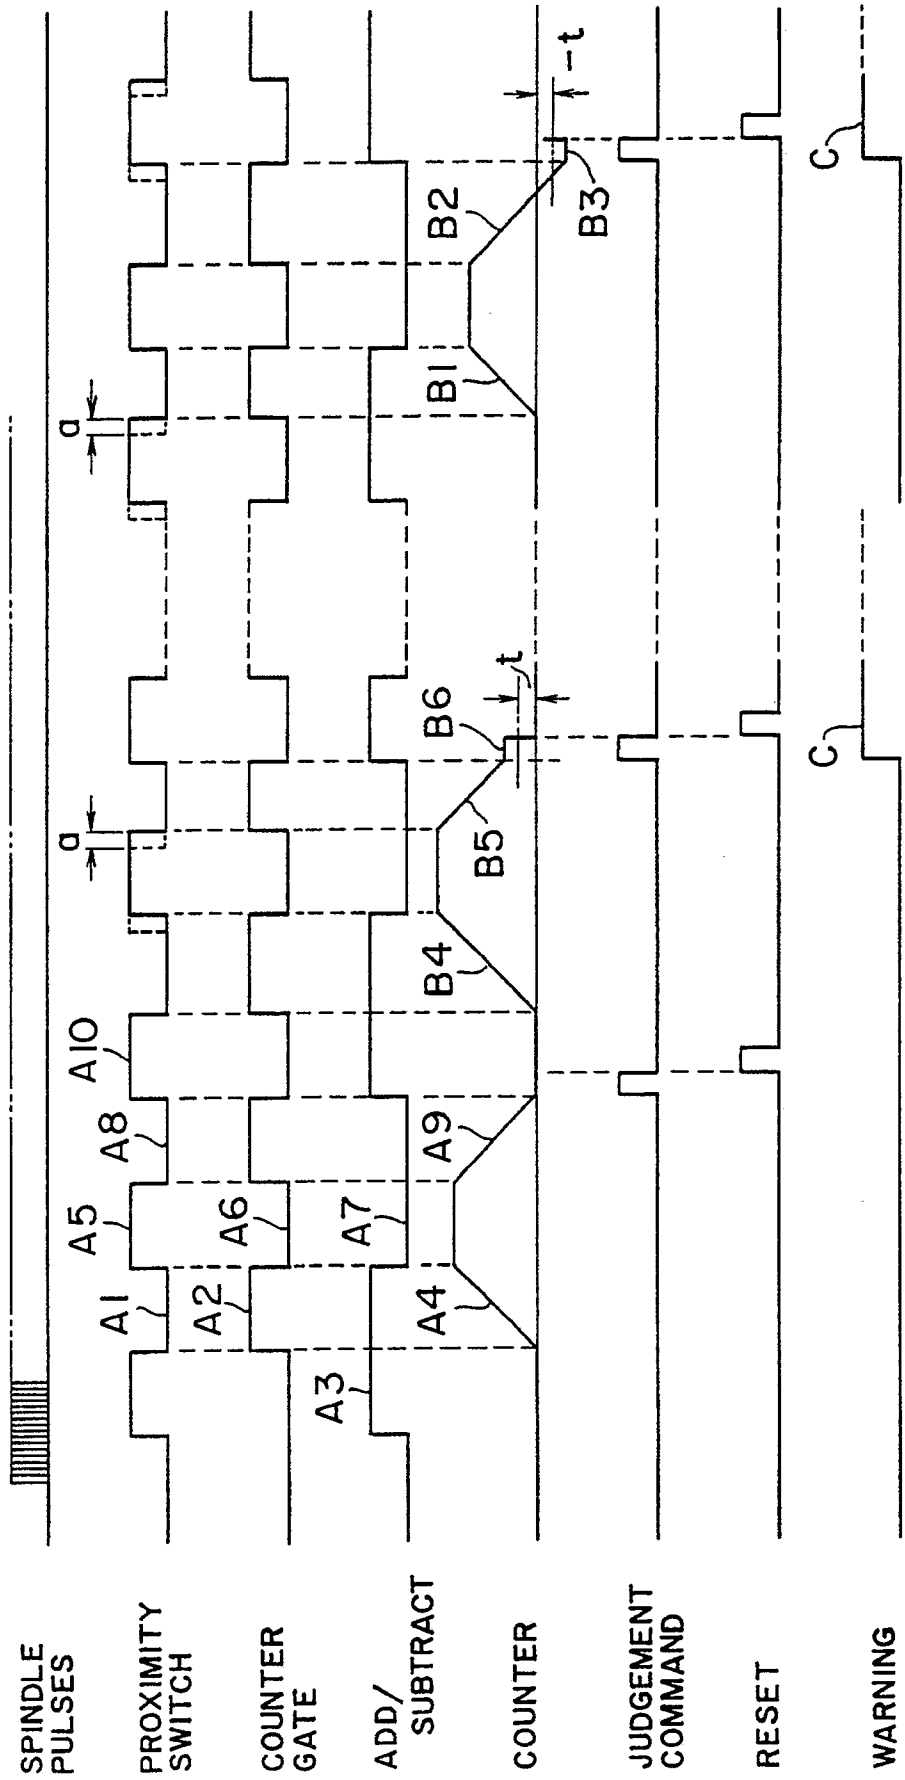 SPINDLE
PULSES
PROXIMITY
SWITCH
A1
A5
A8
A10
a
a
COUNTER
GATE
A2
A6
ADD/
SUBTRACT
A3
A7
COUNTER
A4
A9
B4
B5
B6
t
B1
B2
B3
-t
JUDGEMENT
COMMAND
RESET
WARNING
C
C